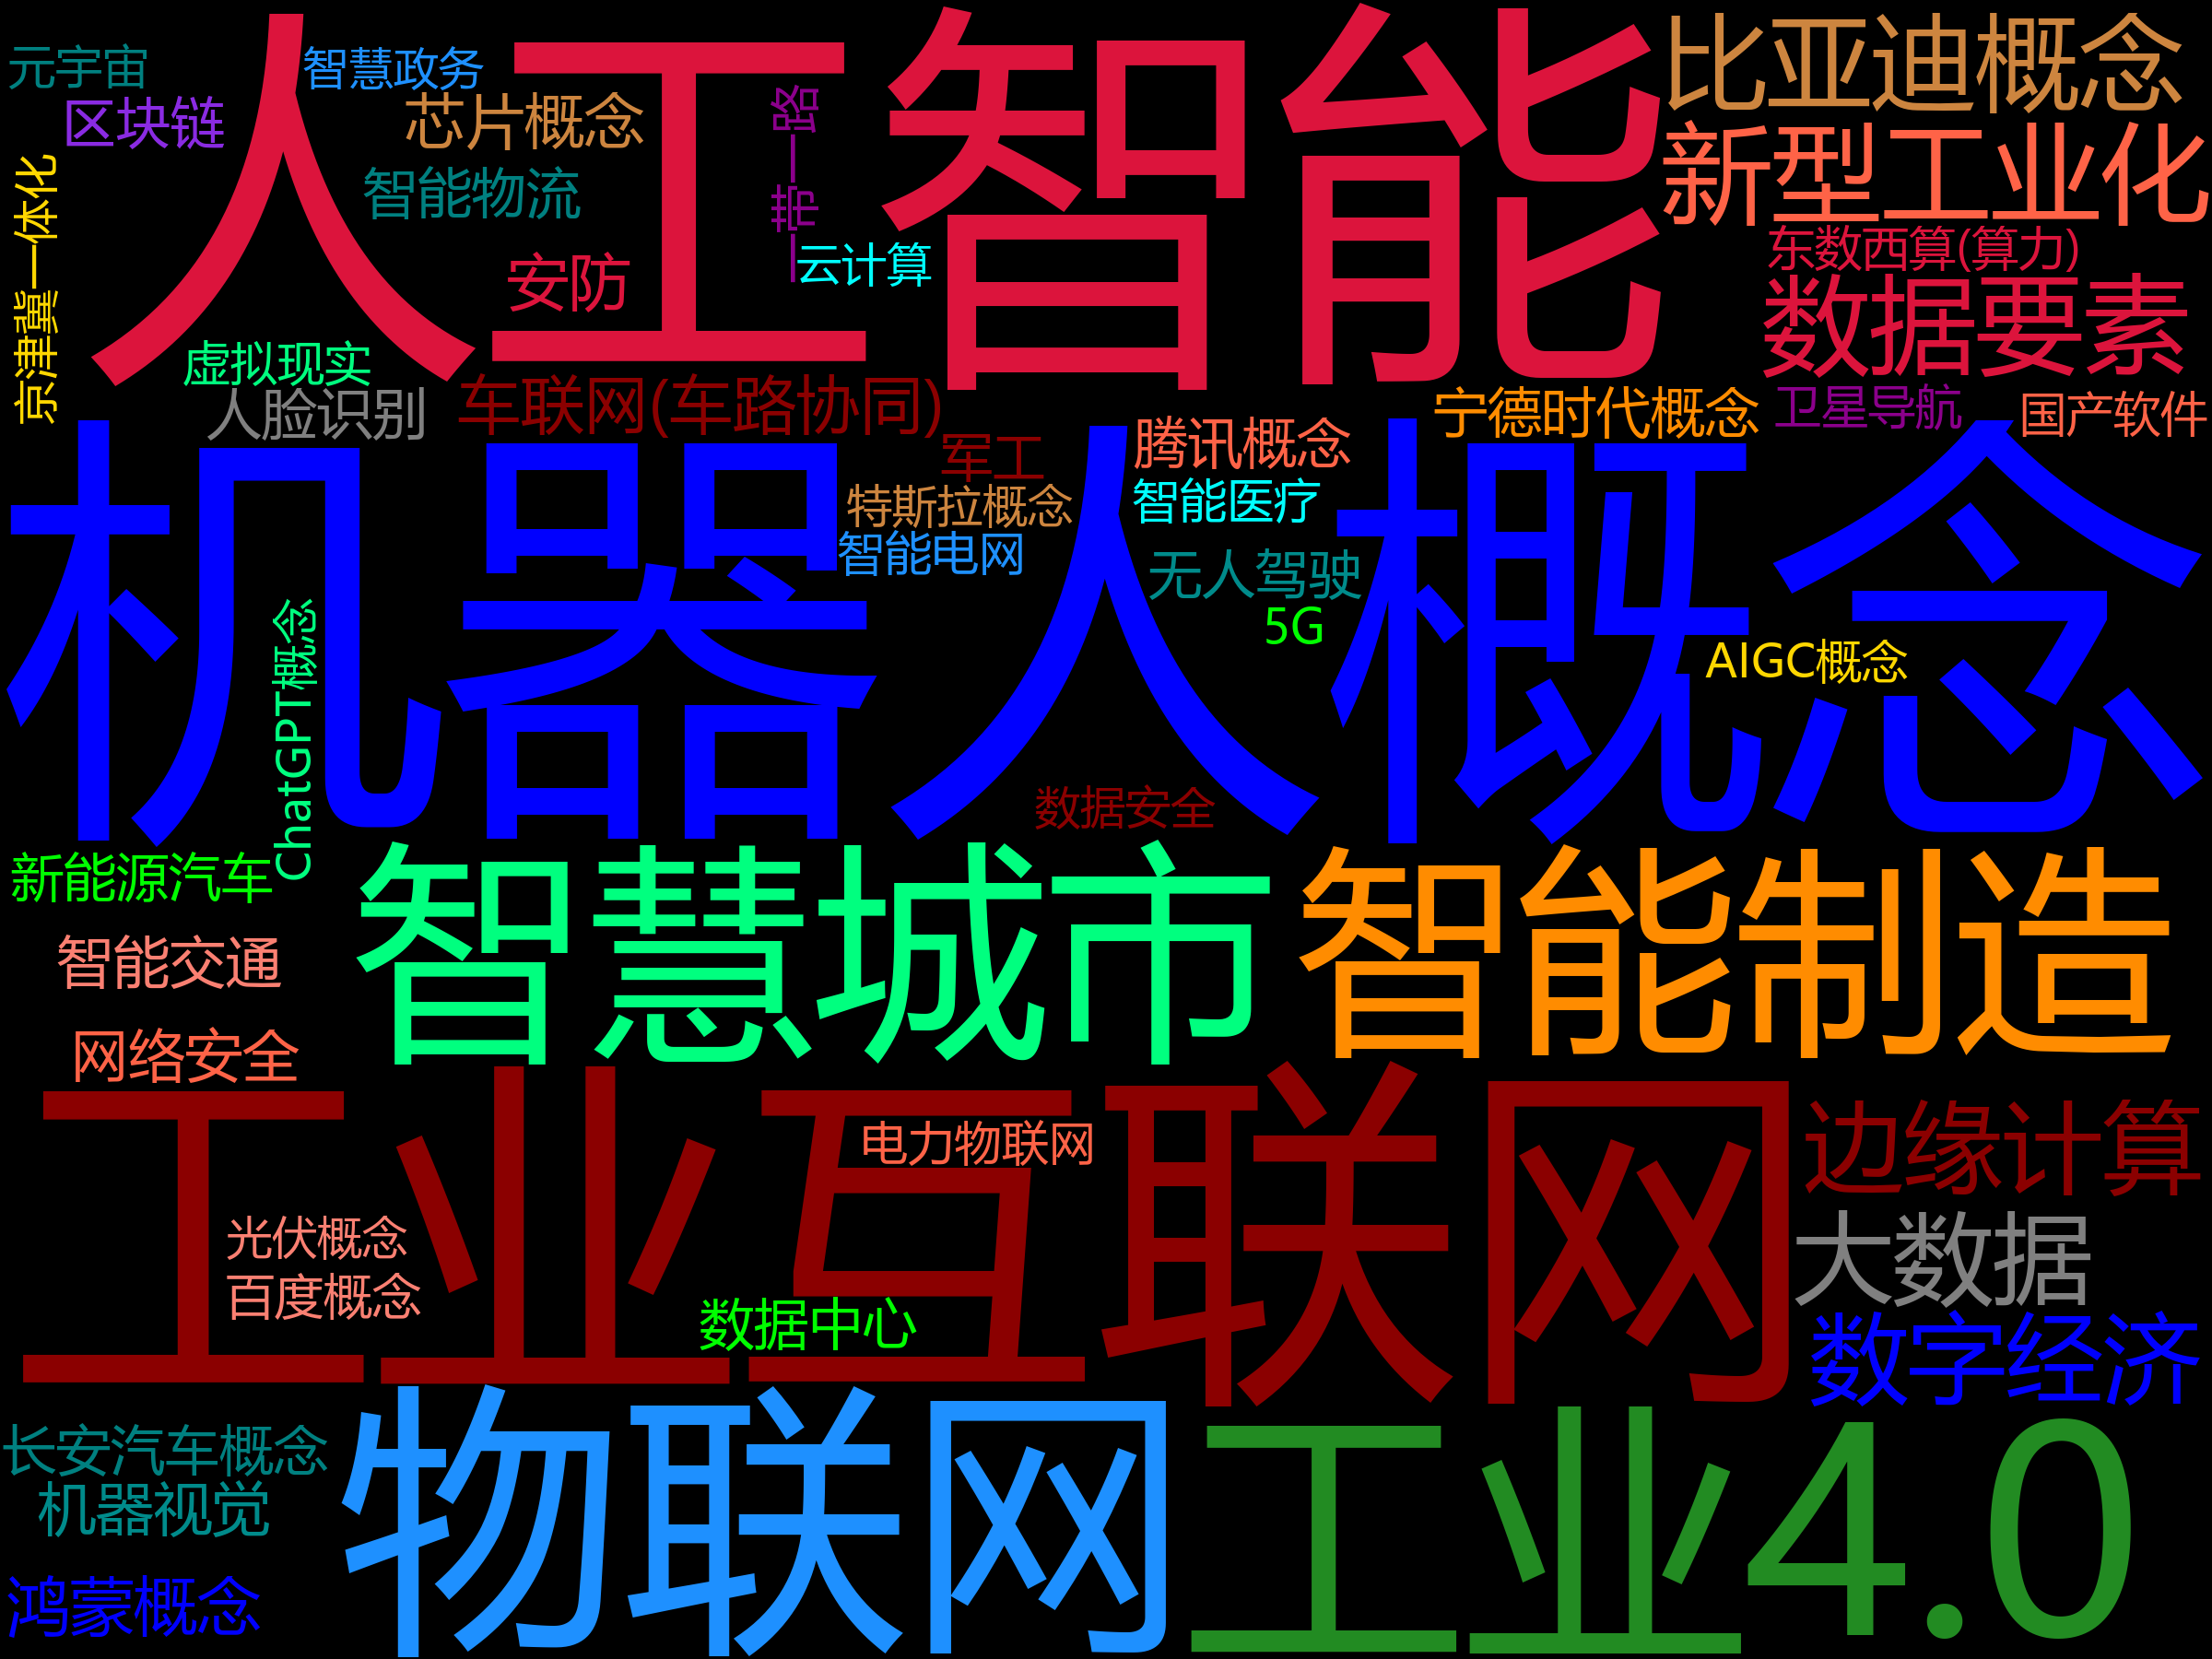 人工智能
比亚迪概念
元宇宙
智慧政务
区块链
芯片概念
一带一路
新型工业化
京津冀一体化
智能物流
安防
云计算
东数西算(算力)
数据要素
虚拟现实
人脸识别
车联网(车路协同)
宁德时代概念
卫星导航
国产软件
机器人概念
军工
腾讯概念
特斯拉概念
智能医疗
智能电网
无人驾驶
5G
ChatGPT概念
AIGC概念
数据安全
新能源汽车
智慧城市
智能制造
智能交通
网络安全
工业互联网
电力物联网
边缘计算
光伏概念
大数据
百度概念
数据中心
数字经济
长安汽车概念
物联网
工业4.0
机器视觉
鸿蒙概念